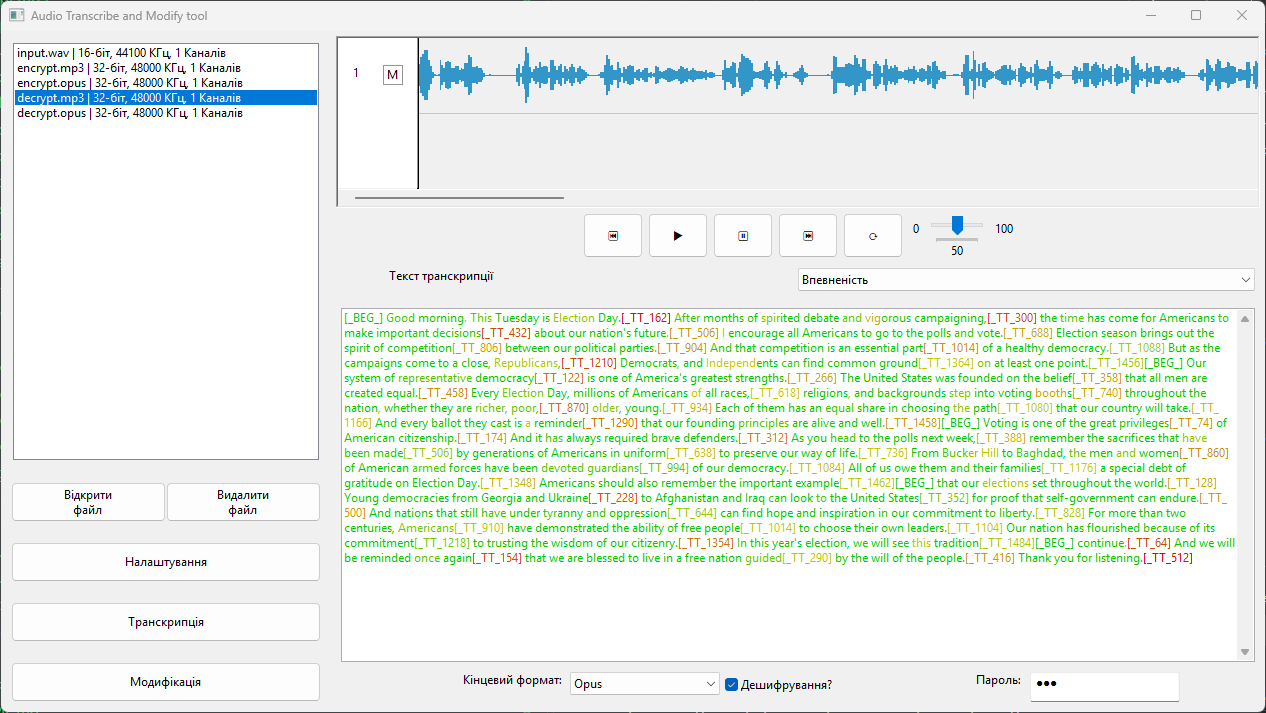 Audio Transcribe and Modify tool
input.wav | 16-біт, 44100 КГц, 1 Каналів
encrypt.mp3 | 32-біт, 48000 КГц, 1 Каналів
encrypt.opus | 32-біт, 48000 КГц, 1 Каналів
decrypt.mp3 | 32-біт, 48000 КГц, 1 Каналів
decrypt.opus | 32-біт, 48000 КГц, 1 Каналів
1 M
0 100
50
Текст транскрипції
Впевненість
[_BEG_] Good morning. This Tuesday is Election Day.[_TT_162] After months of spirited debate and vigorous campaigning,[_TT_300] the time has come for Americans to
make important decisions[_TT_432] about our nation's future.[_TT_506] I encourage all Americans to go to the polls and vote.[_TT_688] Election season brings out the
spirit of competition[_TT_806] between our political parties.[_TT_904] And that competition is an essential part[_TT_1014] of a healthy democracy.[_TT_1088] But as the
campaigns come to a close, Republicans,[_TT_1210] Democrats, and Independents can find common ground[_TT_1364] on at least one point.[_TT_1456][_BEG_] Our
system of representative democracy[_TT_122] is one of America's greatest strengths.[_TT_266] The United States was founded on the belief[_TT_358] that all men are
created equal.[_TT_458] Every Election Day, millions of Americans of all races,[_TT_618] religions, and backgrounds step into voting booths[_TT_740] throughout the
nation, whether they are richer, poor,[_TT_870] older, young.[_TT_934] Each of them has an equal share in choosing the path[_TT_1080] that our country will take.[_TT_
1166] And every ballot they cast is a reminder[_TT_1290] that our founding principles are alive and well.[_TT_1458][_BEG_] Voting is one of the great privileges[_TT_74] of
American citizenship.[_TT_174] And it has always required brave defenders.[_TT_312] As you head to the polls next week,[_TT_388] remember the sacrifices that have
been made[_TT_506] by generations of Americans in uniform[_TT_638] to preserve our way of life.[_TT_736] From Bucker Hill to Baghdad, the men and women[_TT_860]
of American armed forces have been devoted guardians[_TT_994] of our democracy.[_TT_1084] All of us owe them and their families[_TT_1176] a special debt of
gratitude on Election Day.[_TT_1348] Americans should also remember the important example[_TT_1462][_BEG_] that our elections set throughout the world.[_TT_128]
Young democracies from Georgia and Ukraine[_TT_228] to Afghanistan and Iraq can look to the United States[_TT_352] for proof that self-government can endure.[_TT_
500] And nations that still have under tyranny and oppression[_TT_644] can find hope and inspiration in our commitment to liberty.[_TT_828] For more than two
centuries, Americans[_TT_910] have demonstrated the ability of free people[_TT_1014] to choose their own leaders.[_TT_1104] Our nation has flourished because of its
commitment[_TT_1218] to trusting the wisdom of our citizenry.[_TT_1354] In this year's election, we will see this tradition[_TT_1484][_BEG_] continue.[_TT_64] And we will
be reminded once again[_TT_154] that we are blessed to live in a free nation guided[_TT_290] by the will of the people.[_TT_416] Thank you for listening.[_TT_512]
Відкрити
файл
Видалити
файл
Налаштування
Транскрипція
Модифікація
Кінцевий формат: Opus Дешифрування? Пароль: